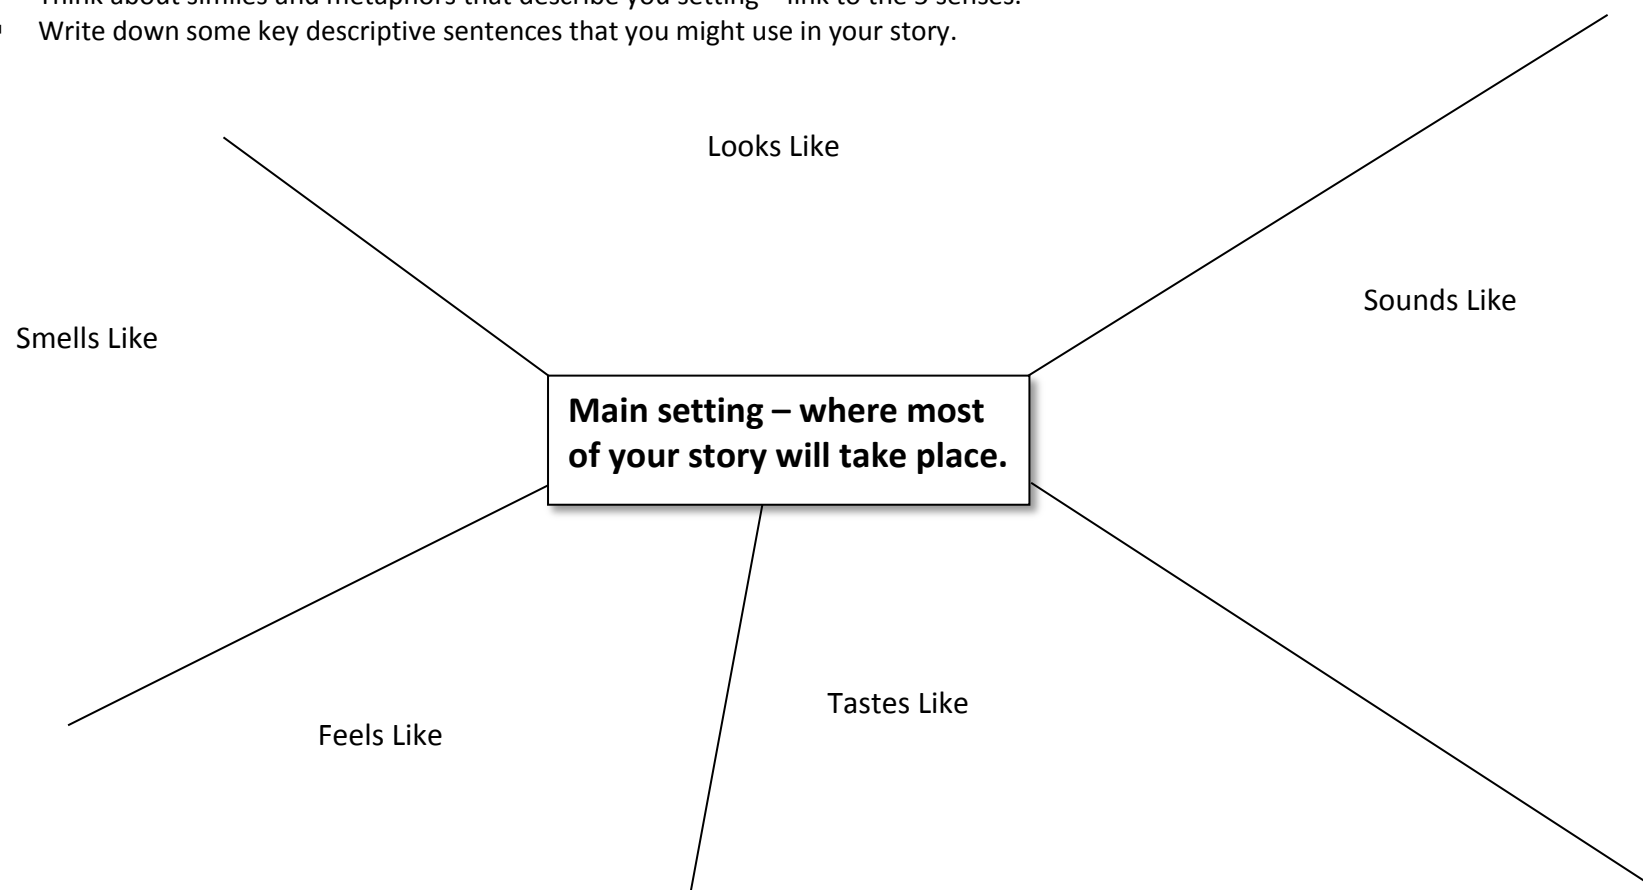 Think about similes and metaphors that describe you setting – link to the 5 senses.
Write down some key descriptive sentences that you might use in your story.
Looks Like
Sounds Like
Smells Like
Main setting – where most
of your story will take place.
Tastes Like
Feels Like